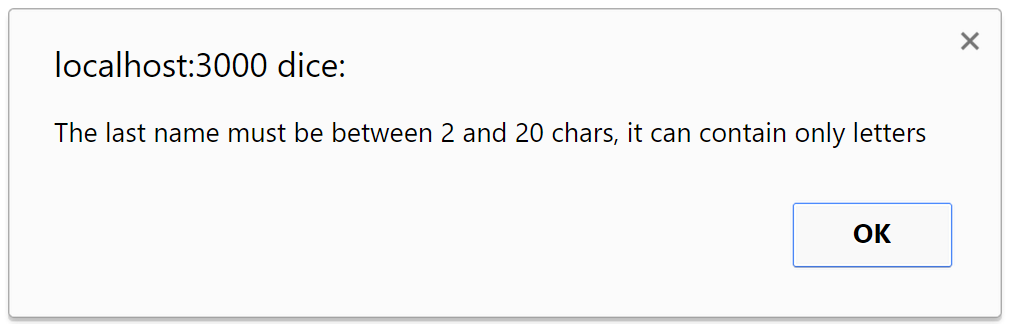 localhost:3000 dice:
The last name must be between 2 and 20 chars, it can contain only letters
OK